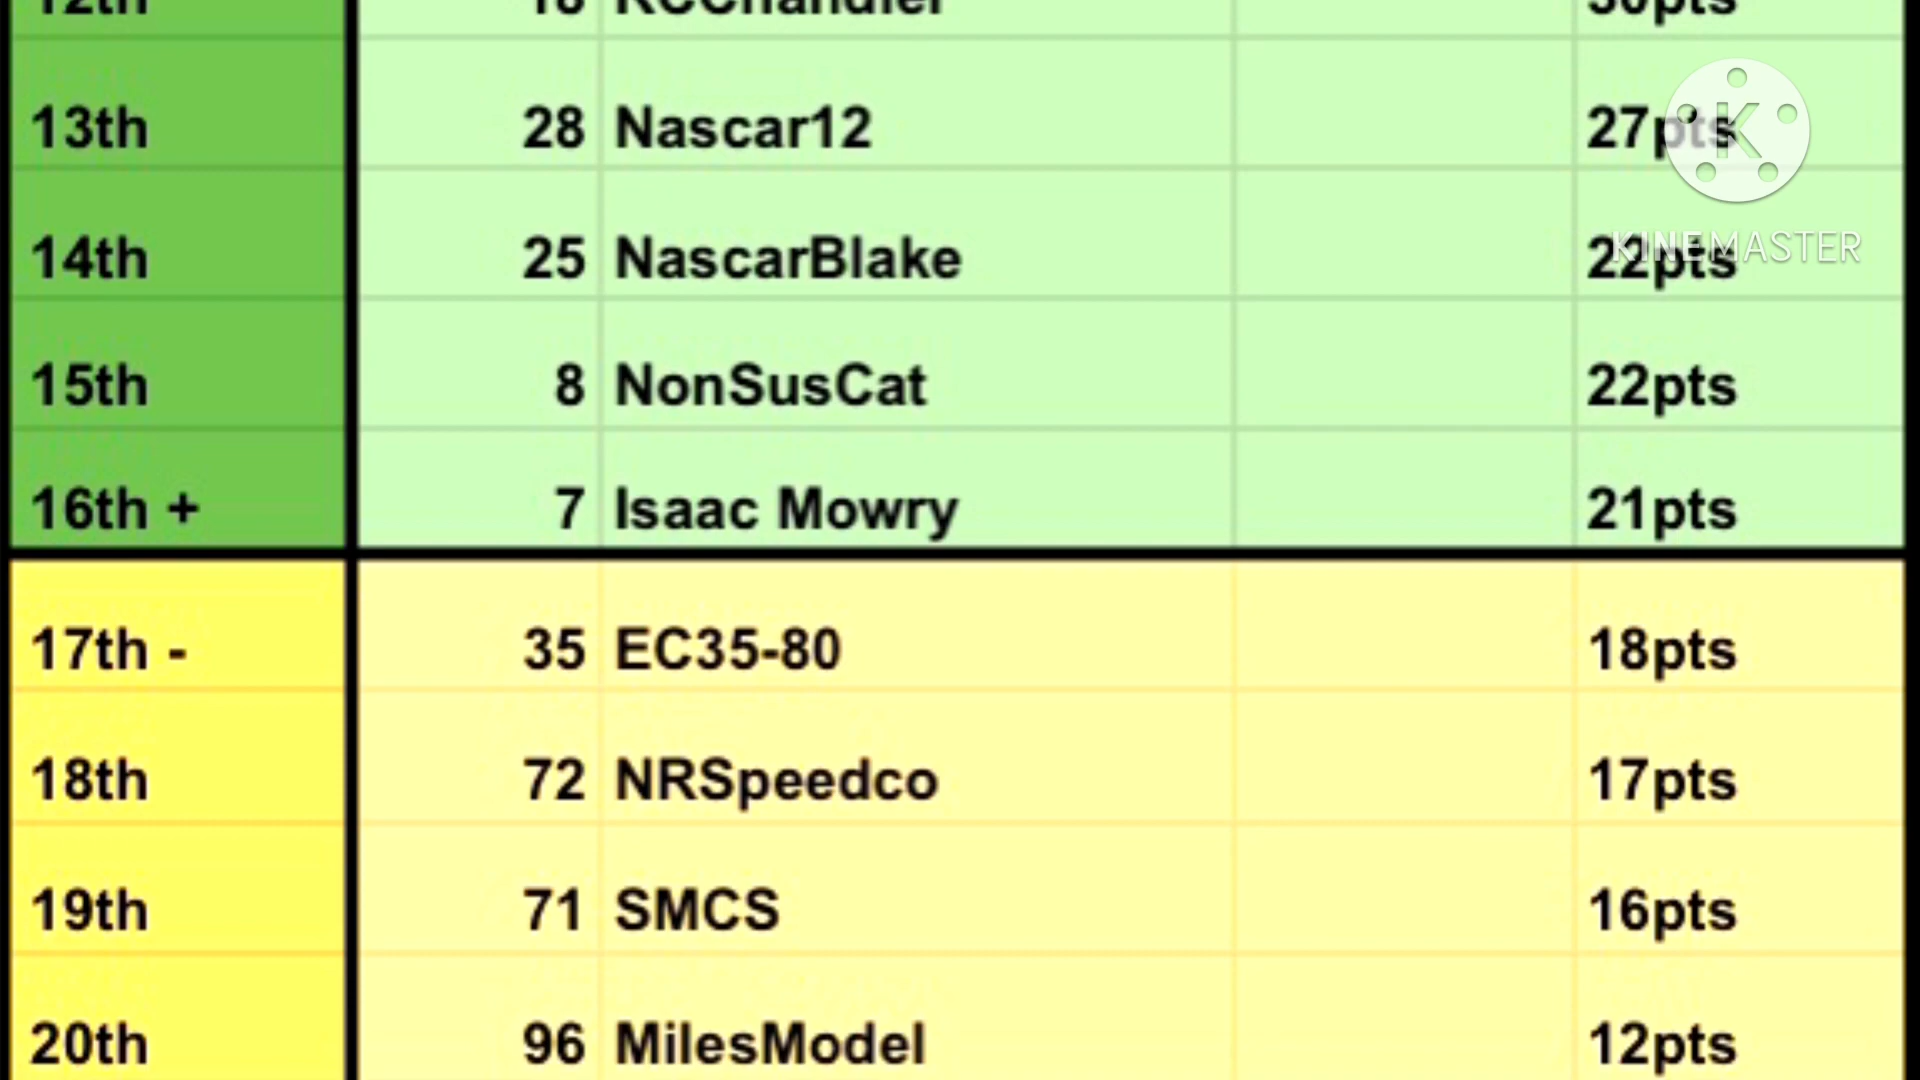 12th 18 RCChandler 30pts
13th 28 Nascar12 27pts
14th 25 NascarBlake 22pts
KINEMASTER
15th 8 NonSusCat 22pts
16th + 7 Isaac Mowry 21pts
17th - 35 EC35-80 18pts
18th 72 NRSpeedco 17pts
19th 71 SMCS 16pts
20th 96 MilesModel 12pts